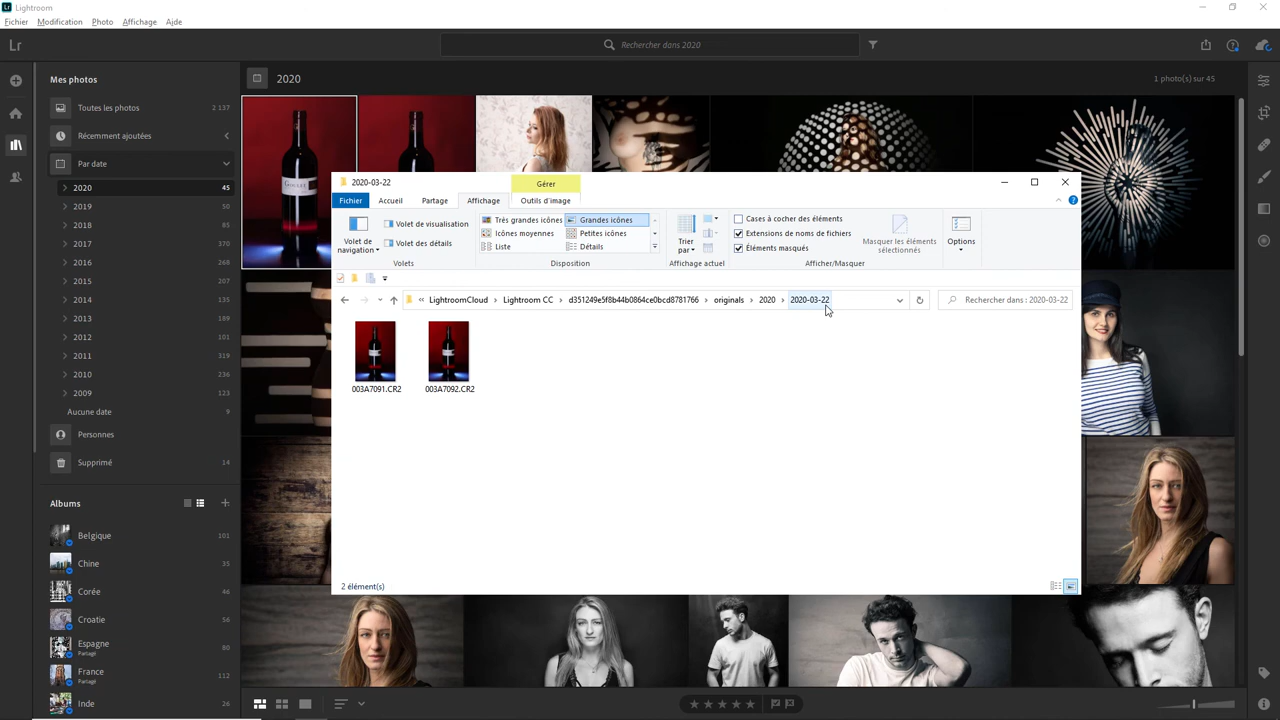 Lightroom
Fichier Modification Photo Affichage Aide
Lr
Rechercher dans 2020
Mes photos
2020
1 photo(s) sur 45
Toutes les photos 2 137
Récemment ajoutées
Par date
2020 45
2019 50
2018 85
2017 370
2016 268
2015 207
2014 135
2013 318
2012 141
2011 319
2010 236
2009 123
Aucune date 9
Personnes
Supprimé 14
Albums
Belgique 101
Chine 35
Corée 46
Croatie 56
Espagne 80
Partagé
France 112
Partagé
Inde 26
2020-03-22
Gérer
Fichier Accueil Partage Affichage Outils d'image
Volet de navigation
Volet de visualisation
Volet des détails
Volets
Très grandes icônes Grandes icônes
Icônes moyennes Petites icônes
Liste Détails
Disposition
Trier par
Affichage actuel
Cases à cocher des éléments
Extensions de noms de fichiers
Éléments masqués
Masquer les éléments sélectionnés
Afficher/Masquer
Options
« LightroomCloud › Lightroom CC › d351249e5f8b44b0864ce0bcd8781766 › originals › 2020 › 2020-03-22
Rechercher dans : 2020-03-22
003A7091.CR2 003A7092.CR2
2 élément(s)